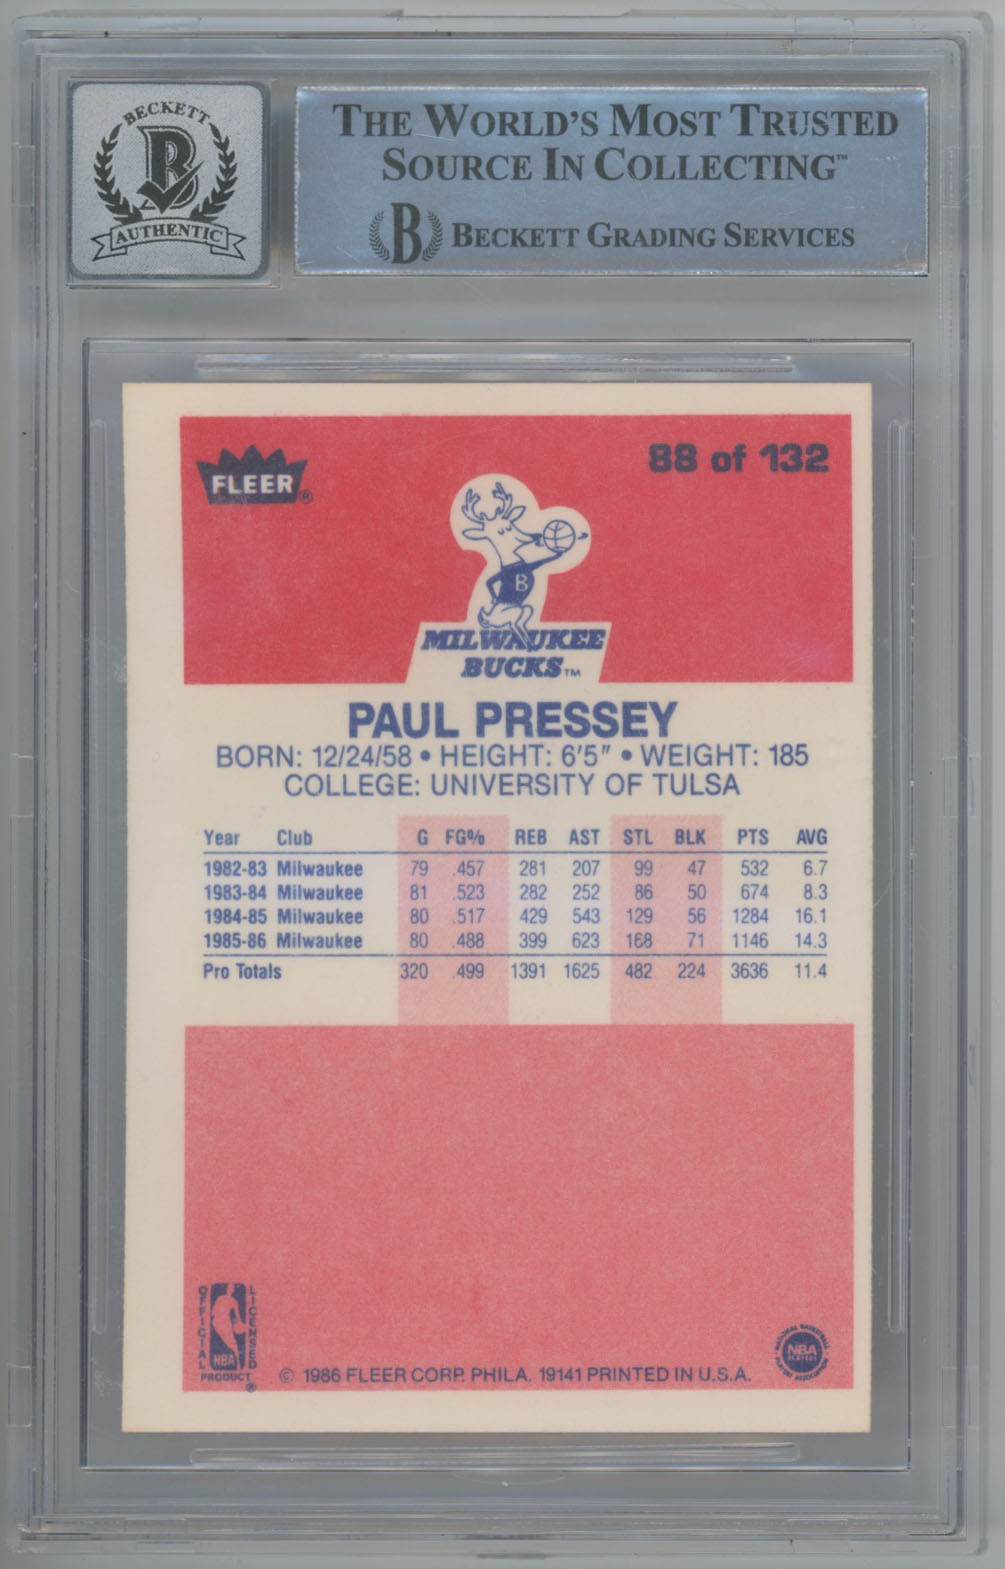 BECKETT
B
AUTHENTIC
THE WORLD'S MOST TRUSTED
SOURCE IN COLLECTING™
B BECKETT GRADING SERVICES
FLEER®
88 of 132
B
MILWAUKEE
BUCKS™
PAUL PRESSEY
BORN: 12/24/58 • HEIGHT: 6'5" • WEIGHT: 185
COLLEGE: UNIVERSITY OF TULSA
Year Club G FG% REB AST STL BLK PTS AVG
1982-83 Milwaukee 79 .457 281 207 99 47 532 6.7
1983-84 Milwaukee 81 .523 282 252 86 50 674 8.3
1984-85 Milwaukee 80 .517 429 543 129 56 1284 16.1
1985-86 Milwaukee 80 .488 399 623 168 71 1146 14.3
Pro Totals 320 .499 1391 1625 482 224 3636 11.4
OFFICIAL
LICENSED
NBA
PRODUCT
®
© 1986 FLEER CORP. PHILA. 19141 PRINTED IN U.S.A.
NATIONAL BASKETBALL
NBA
PLAYERS
PLAYERS ASSOCIATION